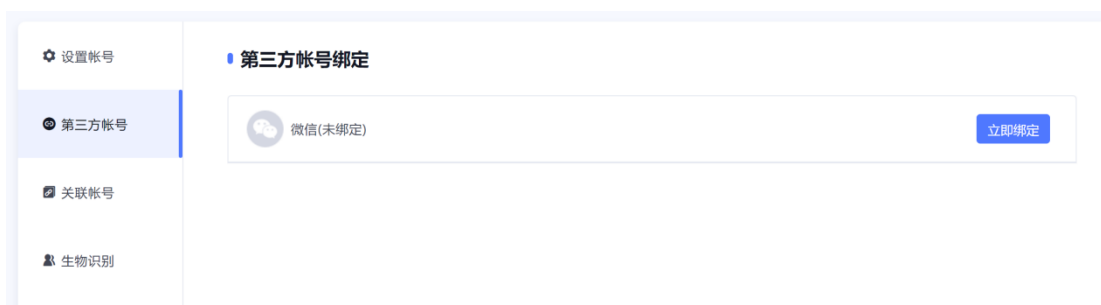 设置帐号
第三方帐号
关联帐号
生物识别
第三方帐号绑定
微信(未绑定)
立即绑定